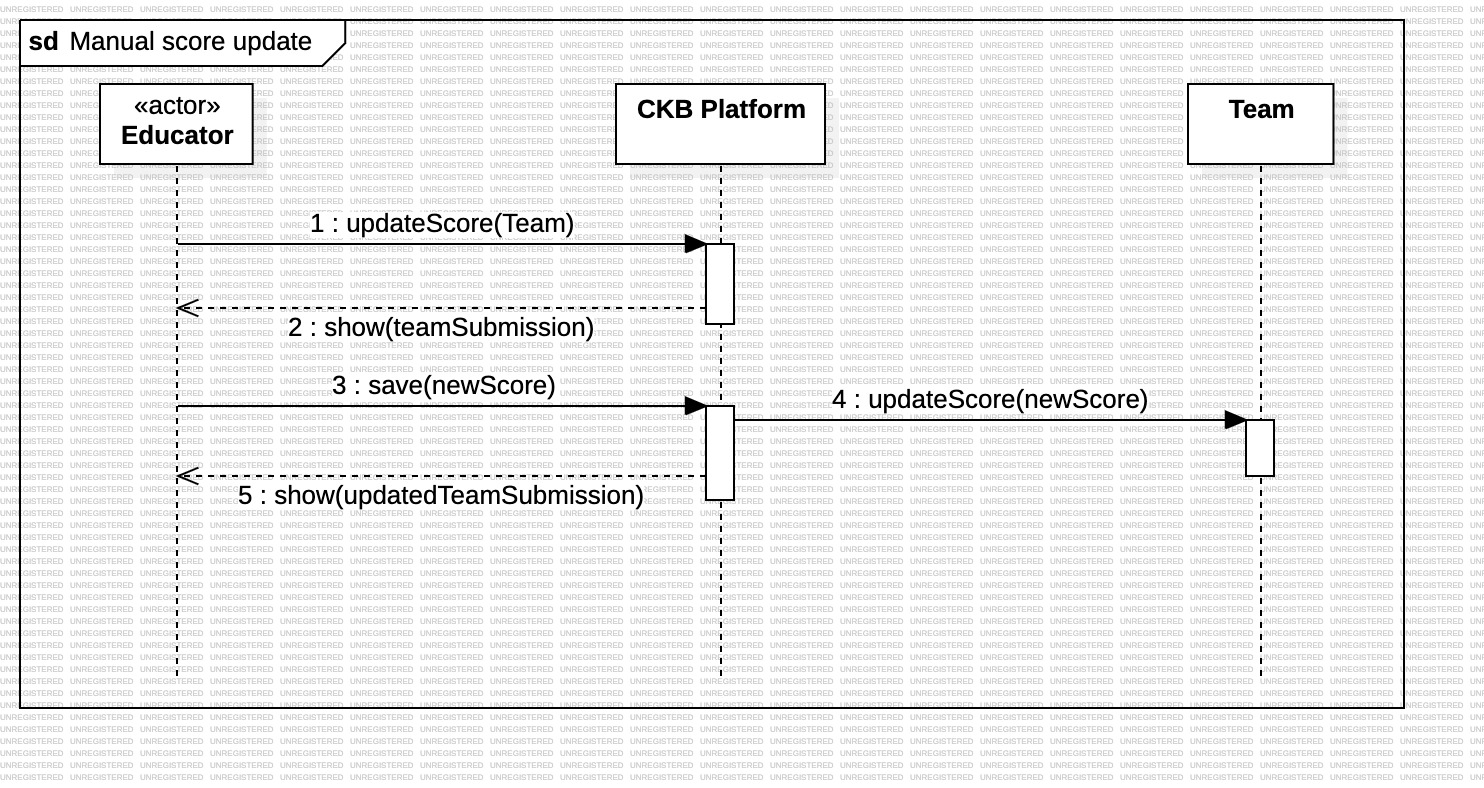 sd Manual score update
«actor»
Educator
CKB Platform
Team
1 : updateScore(Team)
2 : show(teamSubmission)
3 : save(newScore)
4 : updateScore(newScore)
5 : show(updatedTeamSubmission)
UNREGISTERED